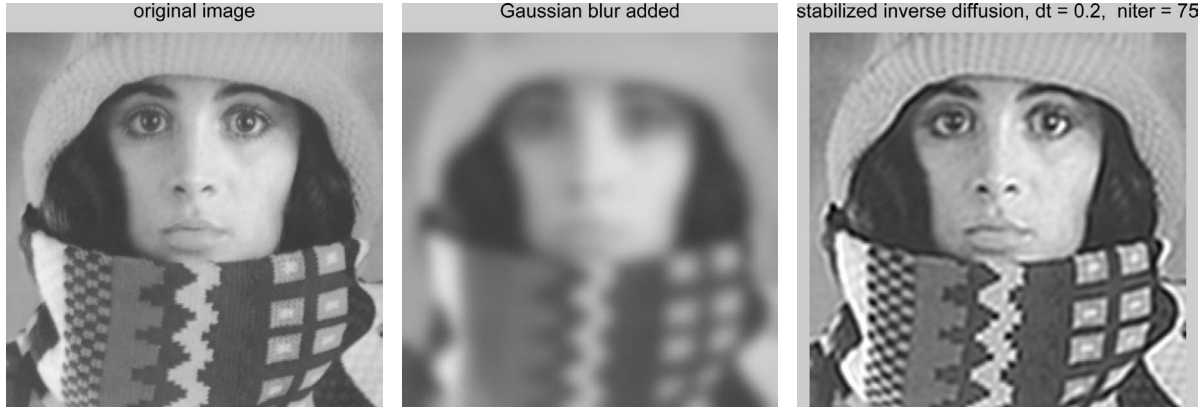 original image
Gaussian blur added
stabilized inverse diffusion, dt = 0.2, niter = 75